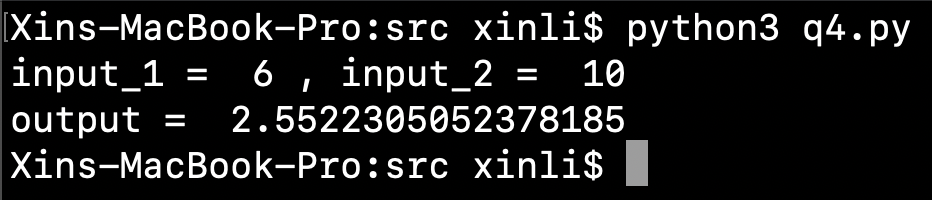 [Xins-MacBook-Pro:src xinli$ python3 q4.py
input_1 =  6 , input_2 =  10
output =  2.5522305052378185
Xins-MacBook-Pro:src xinli$